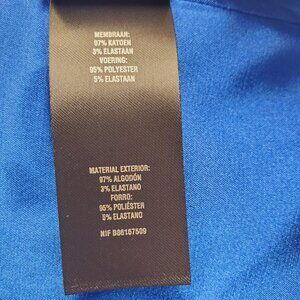 MEMBRAAN:
97% KATOEN
3% ELASTAAN
VOERING:
95% POLYESTER
5% ELASTAAN
MATERIAL EXTERIOR:
97% ALGODÓN
3% ELASTANO
FORRO:
95% POLIÉSTER
5% ELASTANO
NIF B86157509